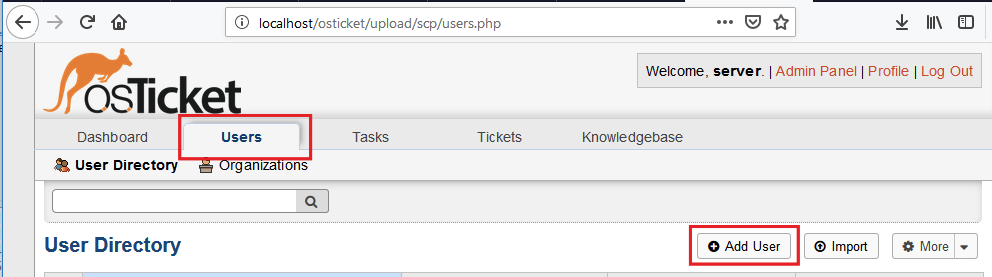 localhost/osticket/upload/scp/users.php
osTicket
Welcome, server. | Admin Panel | Profile | Log Out
Dashboard Users Tasks Tickets Knowledgebase
User Directory Organizations
User Directory Add User Import More